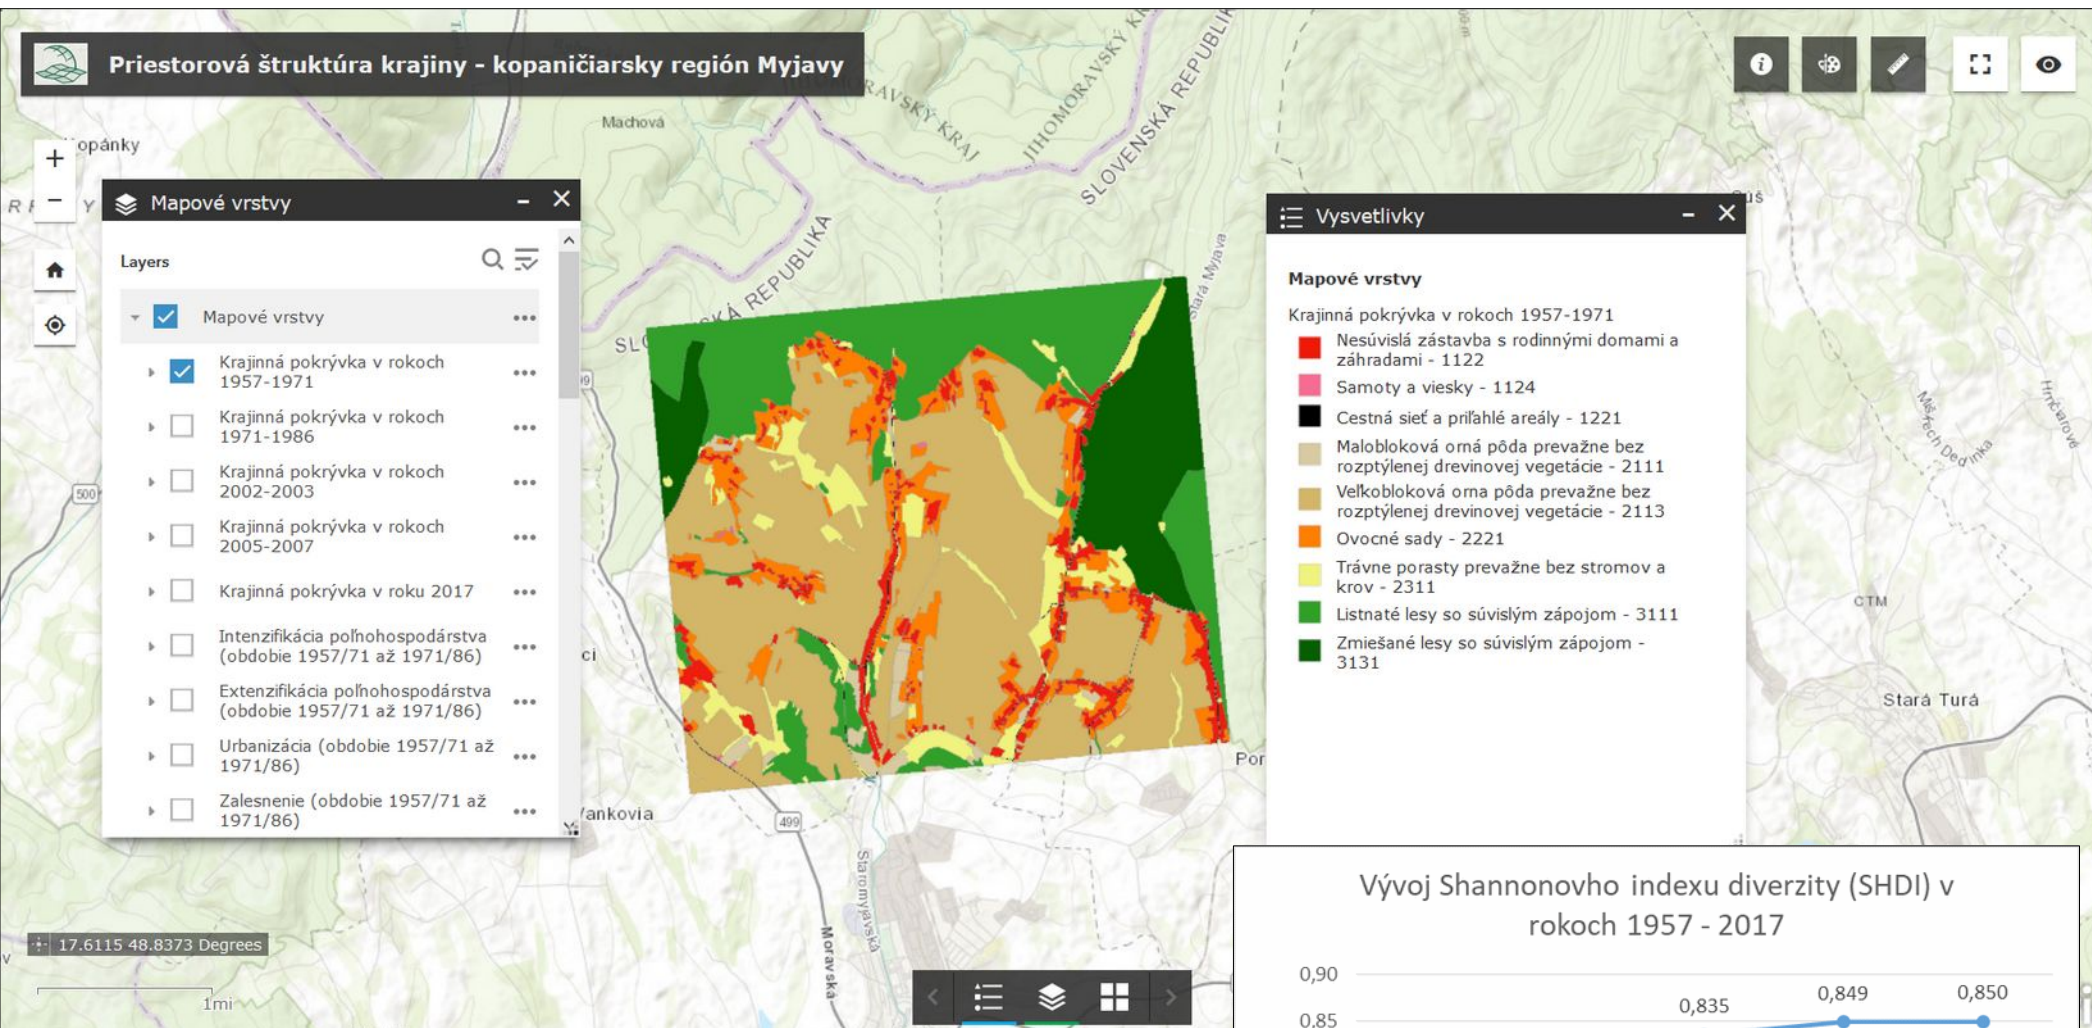 Priestorová štruktúra krajiny - kopaničiarsky región Myjavy
Machová
JIHOMORAVSKÝ KRAJ
SLOVENSKÁ REPUBLIKA
opánky
+
−
Mapové vrstvy
Layers
Mapové vrstvy
Krajinná pokrývka v rokoch
1957-1971
Krajinná pokrývka v rokoch
1971-1986
Krajinná pokrývka v rokoch
2002-2003
Krajinná pokrývka v rokoch
2005-2007
Krajinná pokrývka v roku 2017
Intenzifikácia poľnohospodárstva
(obdobie 1957/71 až 1971/86)
Extenzifikácia poľnohospodárstva
(obdobie 1957/71 až 1971/86)
Urbanizácia (obdobie 1957/71 až
1971/86)
Zalesnenie (obdobie 1957/71 až
1971/86)
500
SLOVENSKÁ REPUBLIKA
Stará Myjava
ci
Por
ankovia
499
Staromyjavská
Moravská
Vysvetlivky
Mapové vrstvy
Krajinná pokrývka v rokoch 1957-1971
Nesúvislá zástavba s rodinnými domami a
záhradami - 1122
Samoty a viesky - 1124
Cestná sieť a priľahlé areály - 1221
Malobloková orná pôda prevažne bez
rozptýlenej drevinovej vegetácie - 2111
Veľkobloková orna pôda prevažne bez
rozptýlenej drevinovej vegetácie - 2113
Ovocné sady - 2221
Trávne porasty prevažne bez stromov a
krov - 2311
Listnaté lesy so súvislým zápojom - 3111
Zmiešané lesy so súvislým zápojom -
3131
CTM
Stará Turá
17.6115 48.8373 Degrees
1mi
Vývoj Shannonovho indexu diverzity (SHDI) v
rokoch 1957 - 2017
0,90
0,85
0,835
0,849
0,850